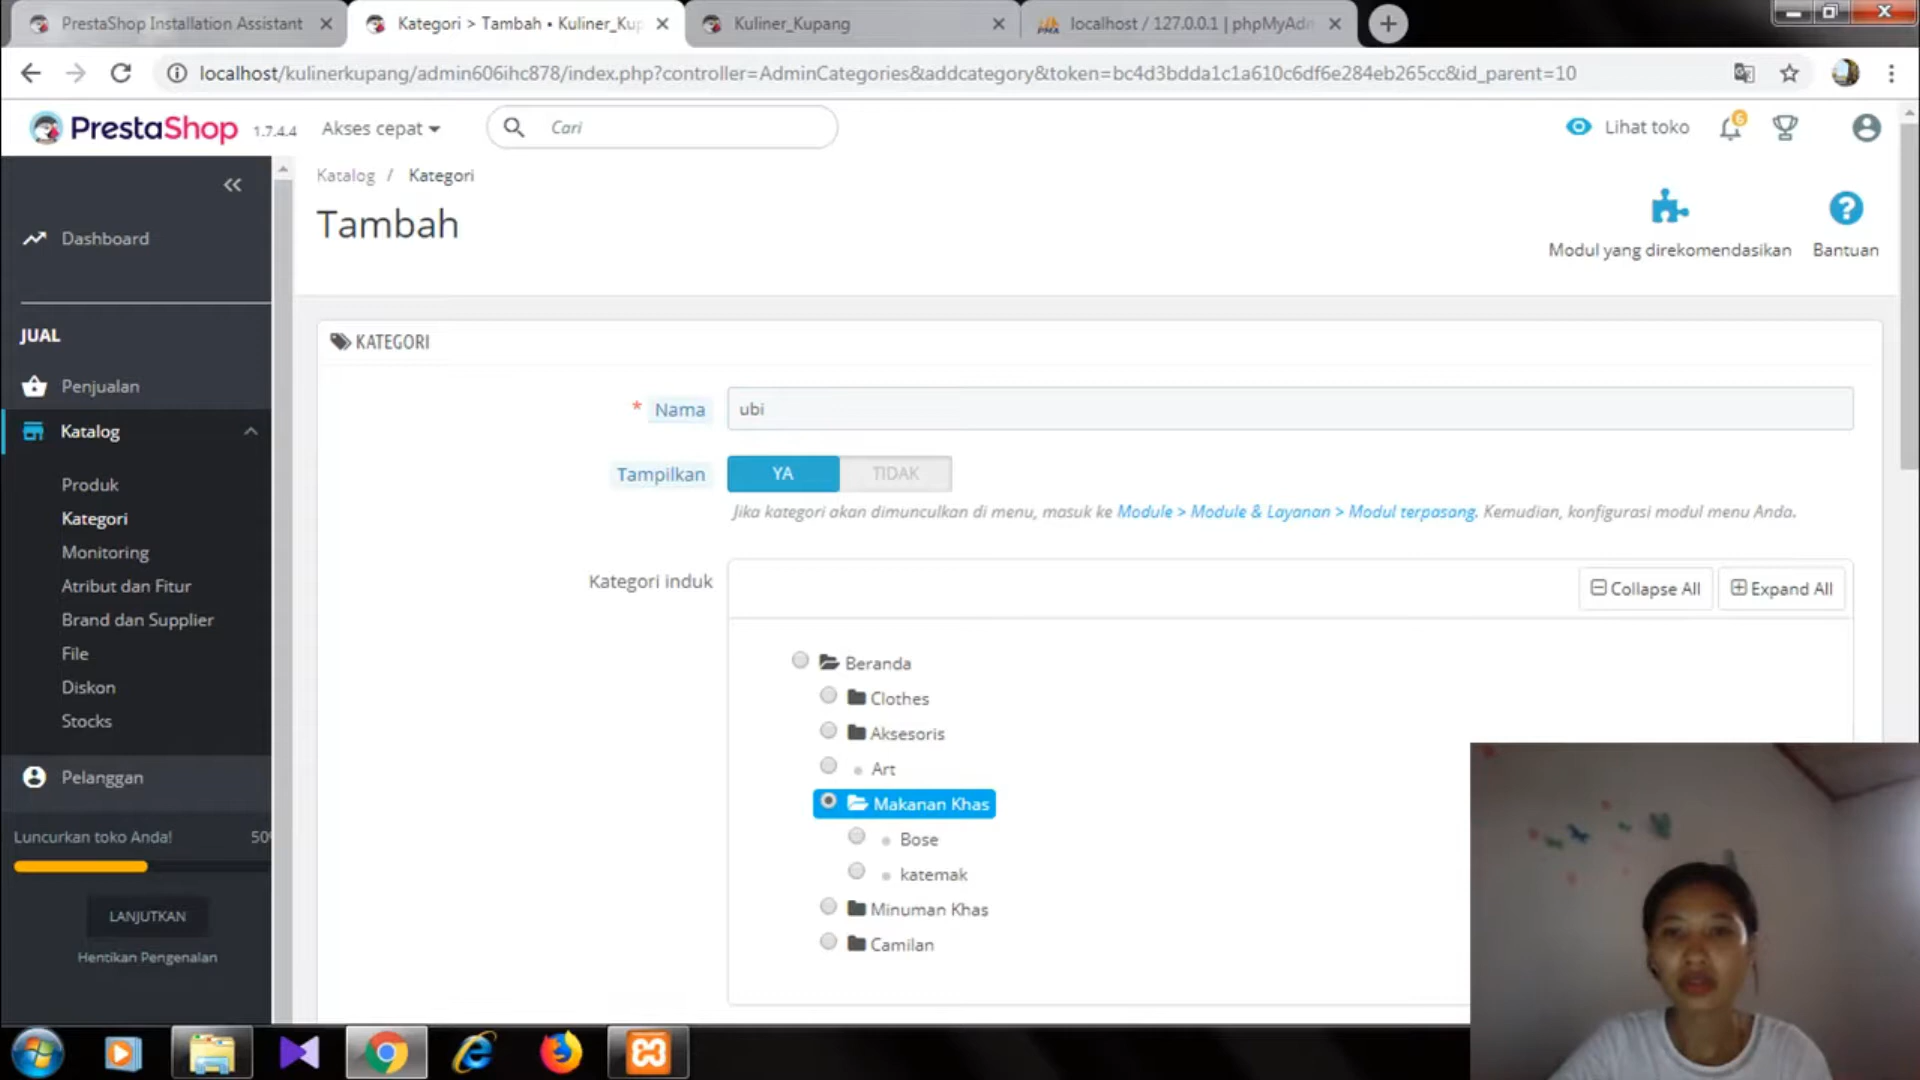 PrestaShop Installation Assistant
Kategori > Tambah • Kuliner_Kup
Kuliner_Kupang
localhost / 127.0.0.1 | phpMyAdm
localhost/kulinerkupang/admin606ihc878/index.php?controller=AdminCategories&addcategory&token=bc4d3bdda1c1a610c6df6e284eb265cc&id_parent=10
PrestaShop 1.7.4.4 Akses cepat Cari Lihat toko 6
Katalog / Kategori
Tambah
Modul yang direkomendasikan Bantuan
Dashboard
JUAL
Penjualan
Katalog
Produk
Kategori
Monitoring
Atribut dan Fitur
Brand dan Supplier
File
Diskon
Stocks
Pelanggan
Luncurkan toko Anda! 50
LANJUTKAN
Hentikan Pengenalan
KATEGORI
* Nama ubi
Tampilkan YA TIDAK
Jika kategori akan dimunculkan di menu, masuk ke Module > Module & Layanan > Modul terpasang. Kemudian, konfigurasi modul menu Anda.
Kategori induk Collapse All Expand All
Beranda
Clothes
Aksesoris
Art
Makanan Khas
Bose
katemak
Minuman Khas
Camilan